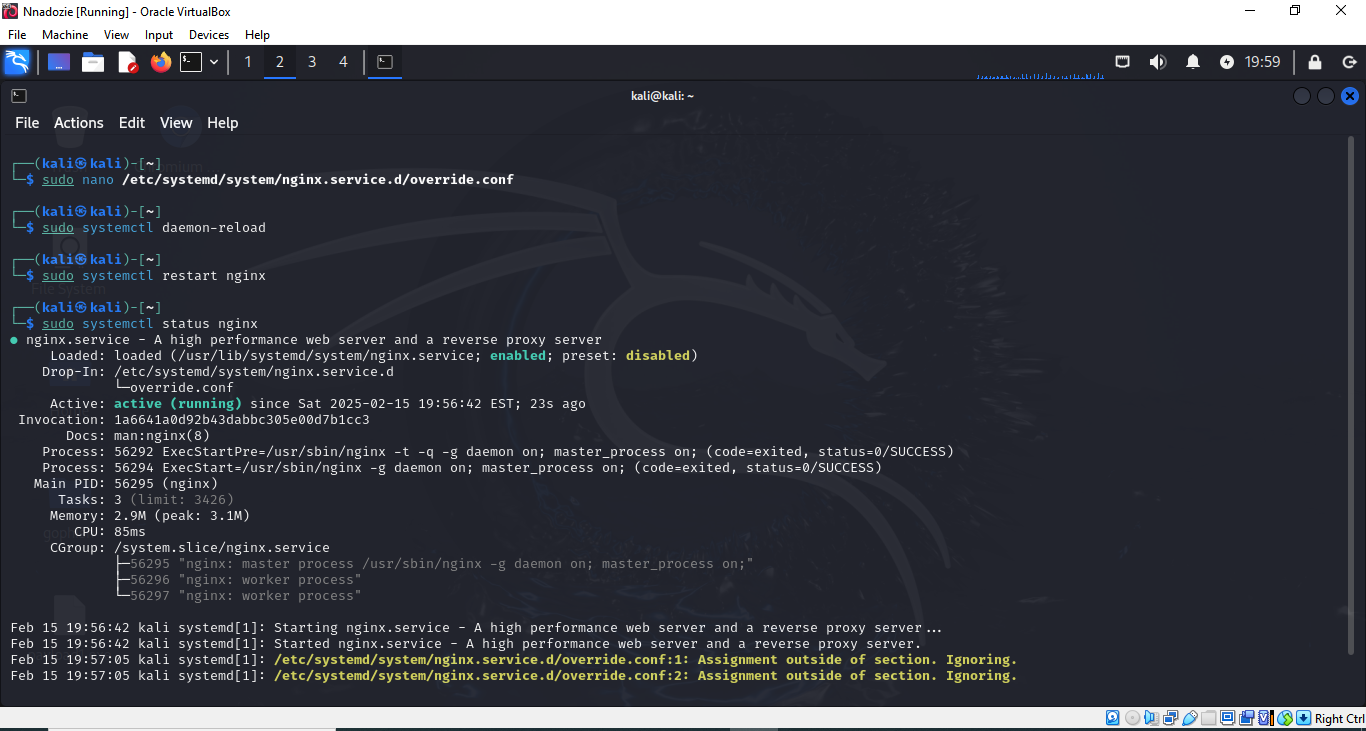 Nnadozie [Running] - Oracle VirtualBox
File Machine View Input Devices Help
1 2 3 4 19:59
kali@kali: ~
File Actions Edit View Help
┌──(kali㉿kali)-[~]
└─$ sudo nano /etc/systemd/system/nginx.service.d/override.conf
┌──(kali㉿kali)-[~]
└─$ sudo systemctl daemon-reload
┌──(kali㉿kali)-[~]
└─$ sudo systemctl restart nginx
File System
┌──(kali㉿kali)-[~]
└─$ sudo systemctl status nginx
● nginx.service - A high performance web server and a reverse proxy server
Loaded: loaded (/usr/lib/systemd/system/nginx.service; enabled; preset: disabled)
Drop-In: /etc/systemd/system/nginx.service.d
└─override.conf
Active: active (running) since Sat 2025-02-15 19:56:42 EST; 23s ago
Invocation: 1a6641a0d92b43dabbc305e00d7b1cc3
Docs: man:nginx(8)
Process: 56292 ExecStartPre=/usr/sbin/nginx -t -q -g daemon on; master_process on; (code=exited, status=0/SUCCESS)
Process: 56294 ExecStart=/usr/sbin/nginx -g daemon on; master_process on; (code=exited, status=0/SUCCESS)
Main PID: 56295 (nginx)
Tasks: 3 (limit: 3426)
Memory: 2.9M (peak: 3.1M)
CPU: 85ms
CGroup: /system.slice/nginx.service
├─56295 "nginx: master process /usr/sbin/nginx -g daemon on; master_process on;"
├─56296 "nginx: worker process"
└─56297 "nginx: worker process"
Feb 15 19:56:42 kali systemd[1]: Starting nginx.service - A high performance web server and a reverse proxy server...
Feb 15 19:56:42 kali systemd[1]: Started nginx.service - A high performance web server and a reverse proxy server.
Feb 15 19:57:05 kali systemd[1]: /etc/systemd/system/nginx.service.d/override.conf:1: Assignment outside of section. Ignoring.
Feb 15 19:57:05 kali systemd[1]: /etc/systemd/system/nginx.service.d/override.conf:2: Assignment outside of section. Ignoring.
Right Ctrl